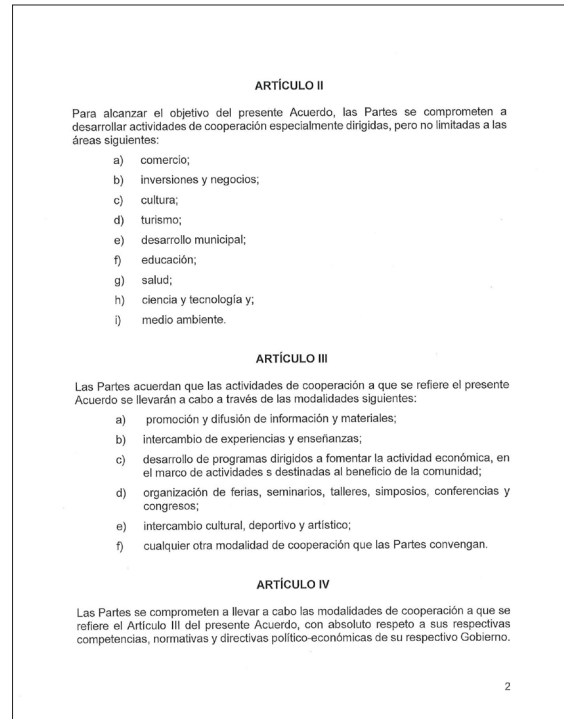 ARTÍCULO II
Para alcanzar el objetivo del presente Acuerdo, las Partes se comprometen a
desarrollar actividades de cooperación especialmente dirigidas, pero no limitadas a las
áreas siguientes:
a) comercio;
b) inversiones y negocios;
c) cultura;
d) turismo;
e) desarrollo municipal;
f) educación;
g) salud;
h) ciencia y tecnología y;
i) medio ambiente.
ARTÍCULO III
Las Partes acuerdan que las actividades de cooperación a que se refiere el presente
Acuerdo se llevarán a cabo a través de las modalidades siguientes:
a) promoción y difusión de información y materiales;
b) intercambio de experiencias y enseñanzas;
c) desarrollo de programas dirigidos a fomentar la actividad económica, en
el marco de actividades s destinadas al beneficio de la comunidad;
d) organización de ferias, seminarios, talleres, simposios, conferencias y
congresos;
e) intercambio cultural, deportivo y artístico;
f) cualquier otra modalidad de cooperación que las Partes convengan.
ARTÍCULO IV
Las Partes se comprometen a llevar a cabo las modalidades de cooperación a que se
refiere el Artículo III del presente Acuerdo, con absoluto respeto a sus respectivas
competencias, normativas y directivas político-económicas de su respectivo Gobierno.
2